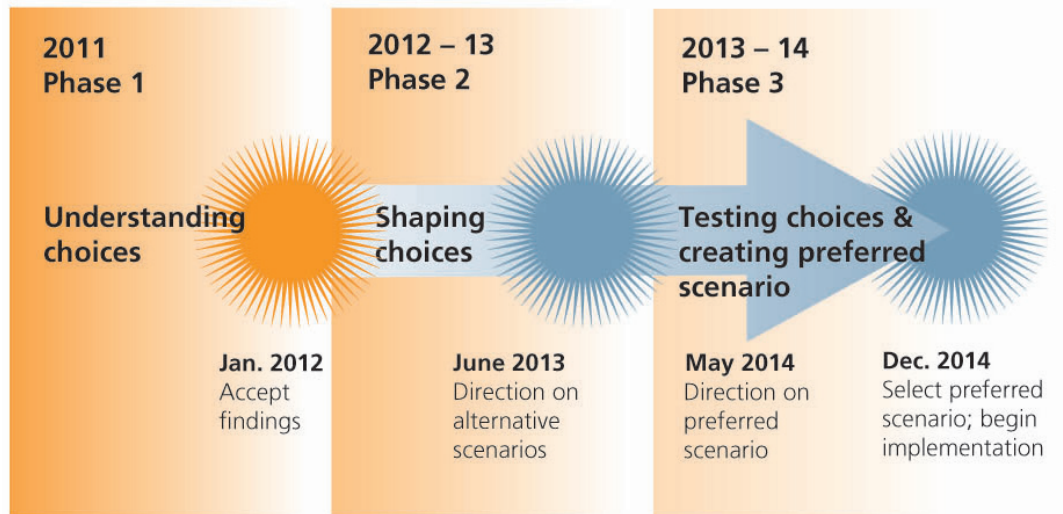 2011
Phase 1
2012 – 13
Phase 2
2013 – 14
Phase 3
Understanding
choices
Shaping
choices
Testing choices &
creating preferred
scenario
Jan. 2012
Accept
findings
June 2013
Direction on
alternative
scenarios
May 2014
Direction on
preferred
scenario
Dec. 2014
Select preferred
scenario; begin
implementation